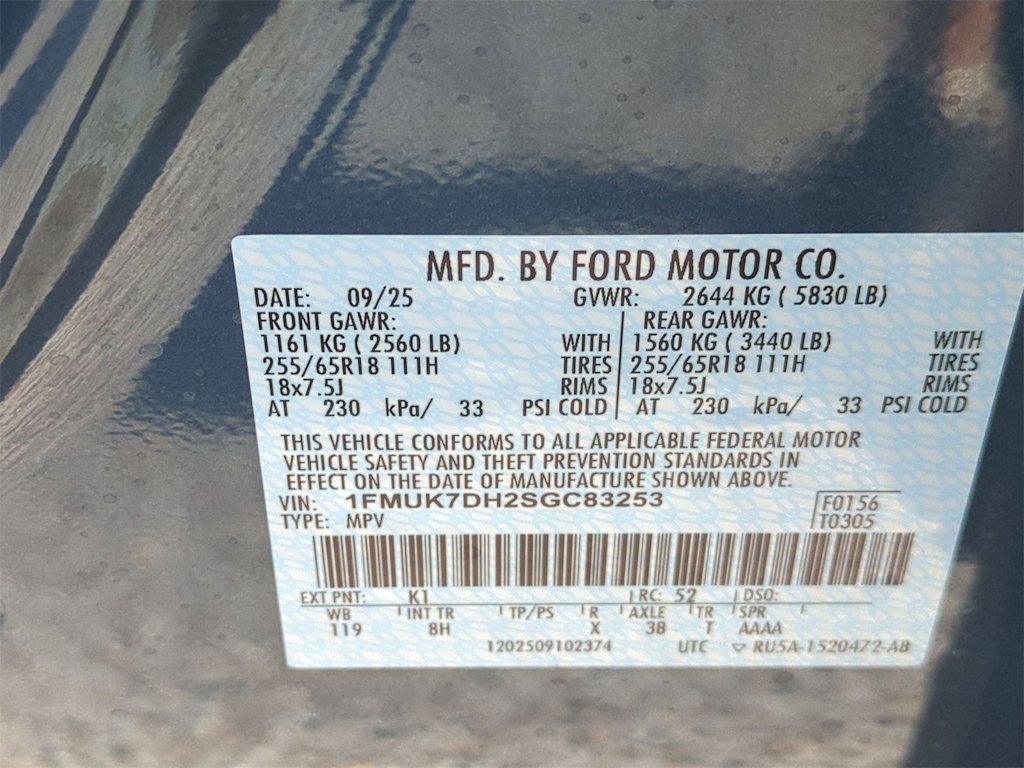 MFD. BY FORD MOTOR CO.
DATE: 09/25 GVWR: 2644 KG ( 5830 LB)
FRONT GAWR: REAR GAWR:
1161 KG ( 2560 LB) WITH 1560 KG ( 3440 LB) WITH
255/65R18 111H TIRES 255/65R18 111H TIRES
18x7.5J RIMS 18x7.5J RIMS
AT 230 kPa/ 33 PSI COLD AT 230 kPa/ 33 PSI COLD
THIS VEHICLE CONFORMS TO ALL APPLICABLE FEDERAL MOTOR
VEHICLE SAFETY AND THEFT PREVENTION STANDARDS IN
EFFECT ON THE DATE OF MANUFACTURE SHOWN ABOVE.
VIN: 1FMUK7DH2SGC83253 F0156
TYPE: MPV T0305
EXT PNT: K1 RC: 52 DSO:
WB INT TR TP/PS R AXLE TR SPR
119 8H X 3B T AAAA
1202509102374 UTC ▽ RU5A-1520472-AB